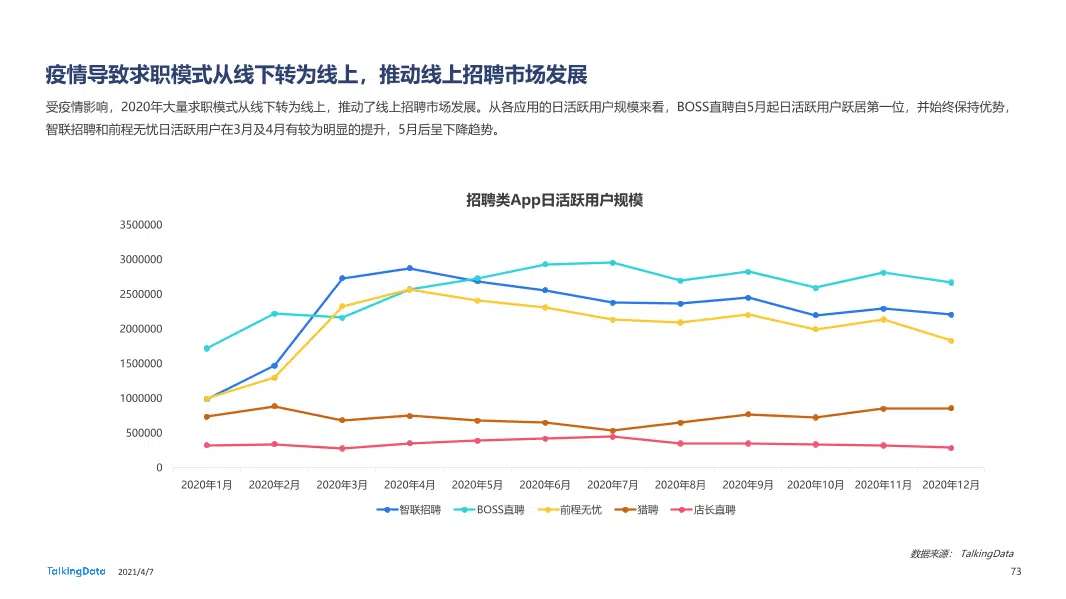 疫情导致求职模式从线下转为线上，推动线上招聘市场发展
受疫情影响，2020年大量求职模式从线下转为线上，推动了线上招聘市场发展。从各应用的日活跃用户规模来看，BOSS直聘自5月起日活跃用户跃居第一位，并始终保持优势，
智联招聘和前程无忧日活跃用户在3月及4月有较为明显的提升，5月后呈下降趋势。
招聘类App日活跃用户规模
3500000
3000000
2500000
2000000
1500000
1000000
500000
0
2020年1月 2020年2月 2020年3月 2020年4月 2020年5月 2020年6月 2020年7月 2020年8月 2020年9月 2020年10月 2020年11月 2020年12月
智联招聘 BOSS直聘 前程无忧 猎聘 店长直聘
数据来源： TalkingData
TalkingData 2021/4/7 73